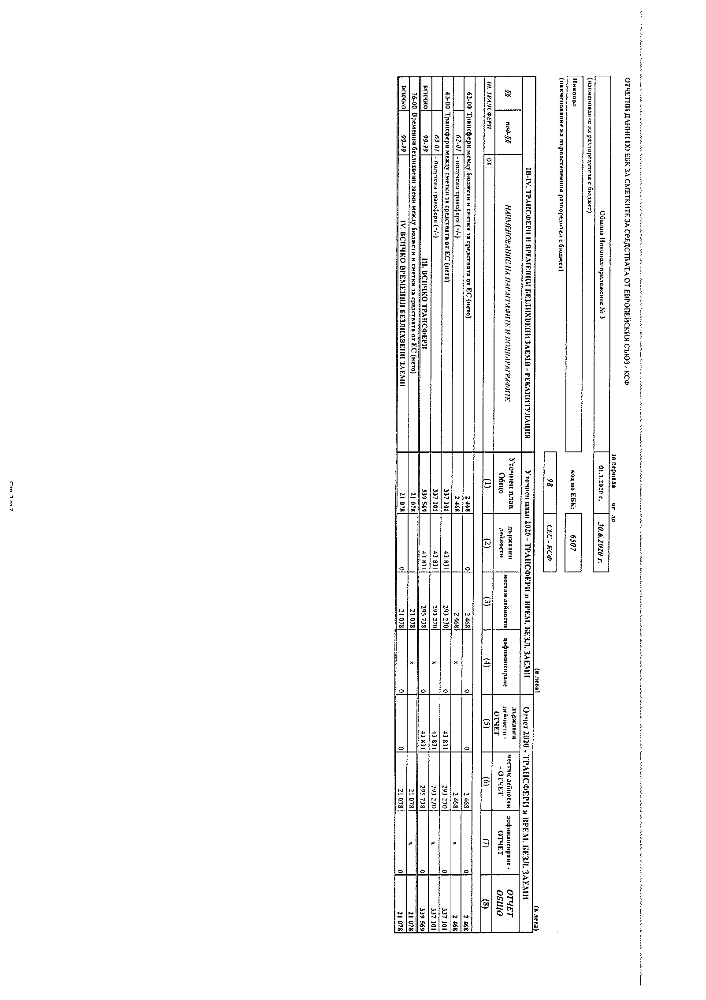 ОТЧЕТНИ ДАННИ ПО ЕБК ЗА СМЕТКИТЕ ЗА СРЕДСТВАТА ОТ ЕВРОПЕЙСКИЯ СЪЮЗ - КСФ
за периода от до
Община Никопол-приложение № 3 01.1.2020 г. 30.6.2020 г.
(наименование на разпоредителя с бюджет)
Никопол код по ЕБК: 6507
(наименование на първостепенния разпоредител с бюджет)
98 СЕС - КСФ
(в лева) (в лева)
III-IV. ТРАНСФЕРИ И ВРЕМЕННИ БЕЗЛИХВЕНИ ЗАЕМИ - РЕКАПИТУЛАЦИЯ Уточнен план 2020 - ТРАНСФЕРИ и ВРЕМ. БЕЗЛ. ЗАЕМИ Отчет 2020 - ТРАНСФЕРИ и ВРЕМ. БЕЗЛ. ЗАЕМИ
§§ под-§§ НАИМЕНОВАНИЕ НА ПАРАГРАФИТЕ И ПОДПАРАГРАФИТЕ Уточнен план Общо държавни дейности местни дейности дофинансиране държавни дейности - ОТЧЕТ местни дейности - ОТЧЕТ дофинансиране - ОТЧЕТ ОТЧЕТ ОБЩО
III. ТРАНСФЕРИ 03 (1) (2) (3) (4) (5) (6) (7) (8)
62-00 Трансфери между бюджети и сметки за средствата от ЕС (нето) 2 468 0 2 468 0 0 2 468 0 2 468
62-01 - получени трансфери (+/-) 2 468 2 468 x 2 468 x 2 468
63-00 Трансфери между сметки за средствата от ЕС (нето) 337 101 43 831 293 270 0 43 831 293 270 0 337 101
63-01 - получени трансфери (+/-) 337 101 43 831 293 270 x 43 831 293 270 x 337 101
ВСИЧКО 99-99 III. ВСИЧКО ТРАНСФЕРИ 339 569 43 831 295 738 0 43 831 295 738 0 339 569
76-00 Временни безлихвени заеми между бюджети и сметки за средствата от ЕС (нето) 21 078 21 078 x 21 078 x 21 078
ВСИЧКО 99-99 IV. ВСИЧКО ВРЕМЕННИ БЕЗЛИХВЕНИ ЗАЕМИ 21 078 0 21 078 0 0 21 078 0 21 078
Стр. 3 от 7